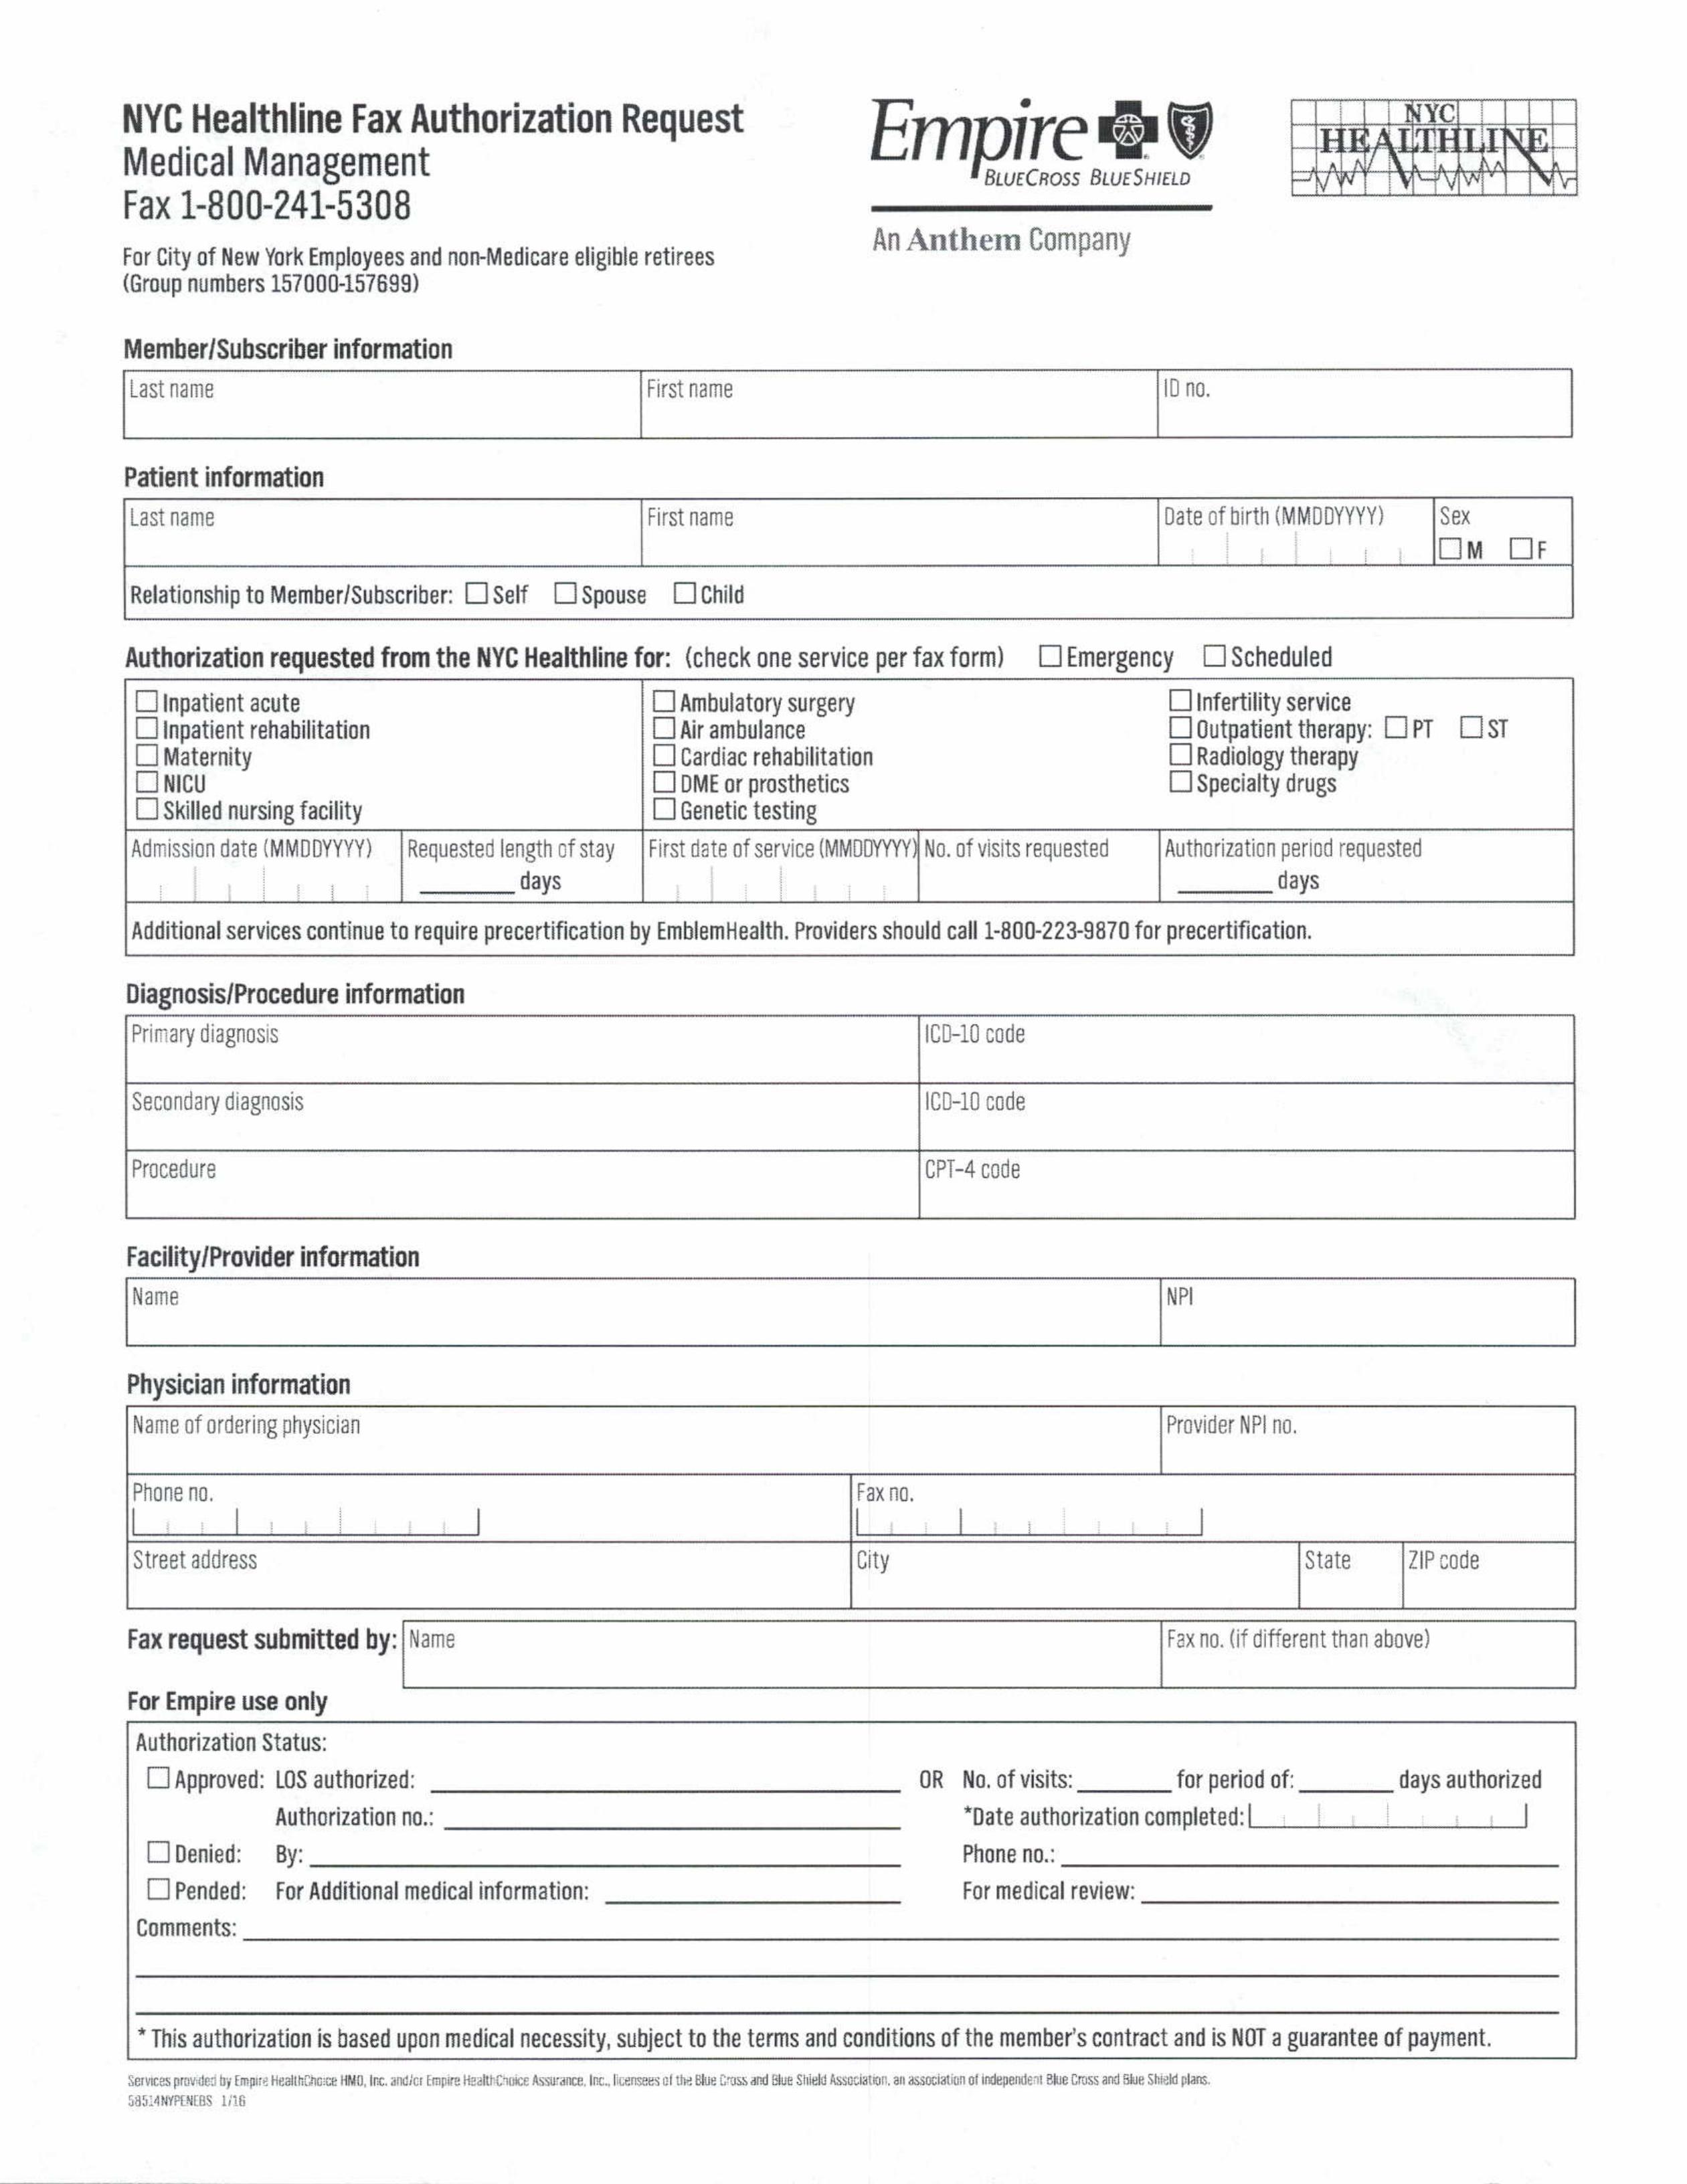 NYC Healthline Fax Authorization Request
Medical Management
Fax 1-800-241-5308
For City of New York Employees and non-Medicare eligible retirees
(Group numbers 157000-157699)
Empire
BLUECROSS BLUESHIELD
An Anthem Company
NYC
HEALTHLINE
Member/Subscriber information
Last name First name ID no.
Patient information
Last name First name Date of birth (MMDDYYYY) Sex
M F
Relationship to Member/Subscriber: Self Spouse Child
Authorization requested from the NYC Healthline for: (check one service per fax form) Emergency Scheduled
Inpatient acute Ambulatory surgery Infertility service
Inpatient rehabilitation Air ambulance Outpatient therapy: PT ST
Maternity Cardiac rehabilitation Radiology therapy
NICU DME or prosthetics Specialty drugs
Skilled nursing facility Genetic testing
Admission date (MMDDYYYY) Requested length of stay First date of service (MMDDYYYY) No. of visits requested Authorization period requested
days days
Additional services continue to require precertification by EmblemHealth. Providers should call 1-800-223-9870 for precertification.
Diagnosis/Procedure information
Primary diagnosis ICD-10 code
Secondary diagnosis ICD-10 code
Procedure CPT-4 code
Facility/Provider information
Name NPI
Physician information
Name of ordering physician Provider NPI no.
Phone no. Fax no.
Street address City State ZIP code
Fax request submitted by: Name Fax no. (if different than above)
For Empire use only
Authorization Status:
Approved: LOS authorized: OR No. of visits: for period of: days authorized
Authorization no.: *Date authorization completed:
Denied: By: Phone no.:
Pended: For Additional medical information: For medical review:
Comments:
* This authorization is based upon medical necessity, subject to the terms and conditions of the member's contract and is NOT a guarantee of payment.
Services provided by Empire HealthChoice HMO, Inc. and/or Empire HealthChoice Assurance, Inc., licensees of the Blue Cross and Blue Shield Association, an association of independent Blue Cross and Blue Shield plans.
58514NYPENEBS 1/16